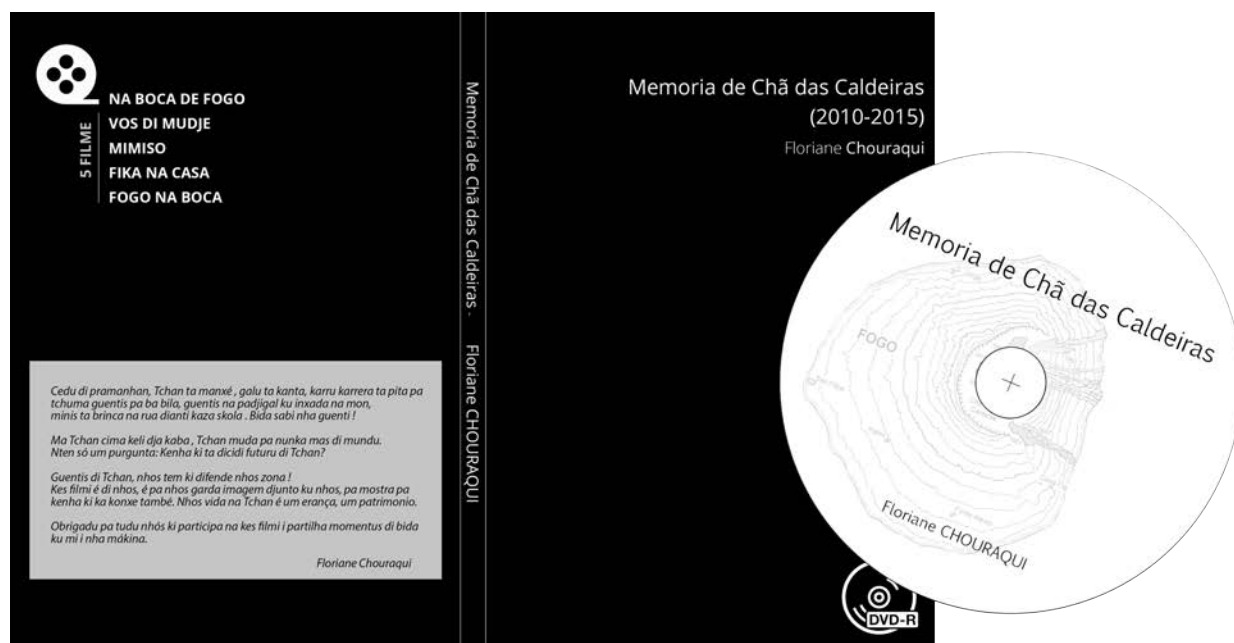 NA BOCA DE FOGO
VOS DI MUDJE
MIMISO
FIKA NA CASA
FOGO NA BOCA
5 FILME
Cedu di pramanhan, Tchan ta manxé , galu ta kanta, karru karrera ta pita pa
tchuma guentis pa ba bila, guentis na padjigal ku inxada na mon,
minis ta brinca na rua dianti kaza skola . Bida sabi nha guenti !
Ma Tchan cima keli dja kaba , Tchan muda pa nunka mas di mundu.
Nten só um purgunta: Kenha ki ta dicidi futuru di Tchan?
Guentis di Tchan, nhos tem ki difende nhos zona !
Kes filmi é di nhos, é pa nhos garda imagem djunto ku nhos, pa mostra pa
kenha ki ka konxe també. Nhos vida na Tchan é um erança, um patrimonio.
Obrigadu pa tudu nhós ki participa na kes filmi i partilha momentus di bida
ku mi i nha mákina.
Floriane Chouraqui
Memoria de Chã das Caldeiras - Floriane CHOURAQUI
Memoria de Chã das Caldeiras
(2010-2015)
Floriane Chouraqui
Memoria de Chã das Caldeiras
FOGO
Floriane CHOURAQUI
DVD-R